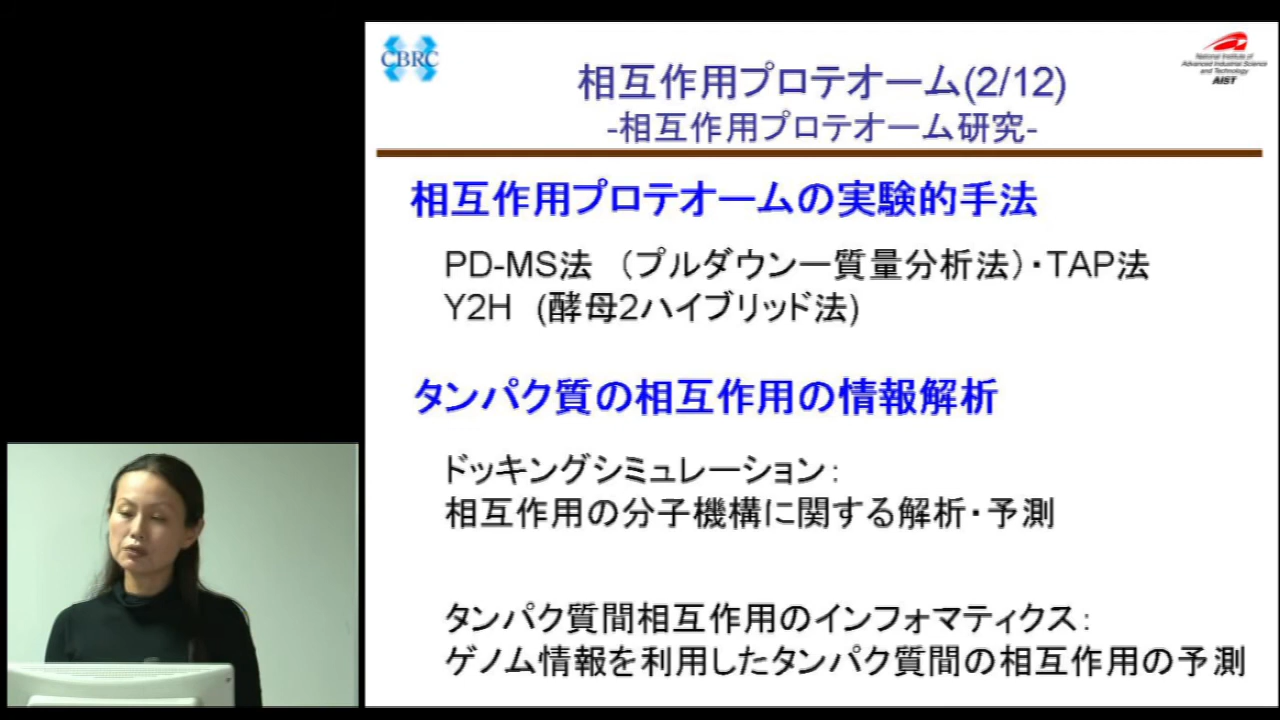 CBRC
National Institute of
Advanced Industrial Science
and Technology
AIST
相互作用プロテオーム(2/12)
-相互作用プロテオーム研究-
相互作用プロテオームの実験的手法
PD-MS法 （プルダウン－質量分析法）・TAP法
Y2H (酵母2ハイブリッド法)
タンパク質の相互作用の情報解析
ドッキングシミュレーション：
相互作用の分子機構に関する解析・予測
タンパク質間相互作用のインフォマティクス：
ゲノム情報を利用したタンパク質間の相互作用の予測